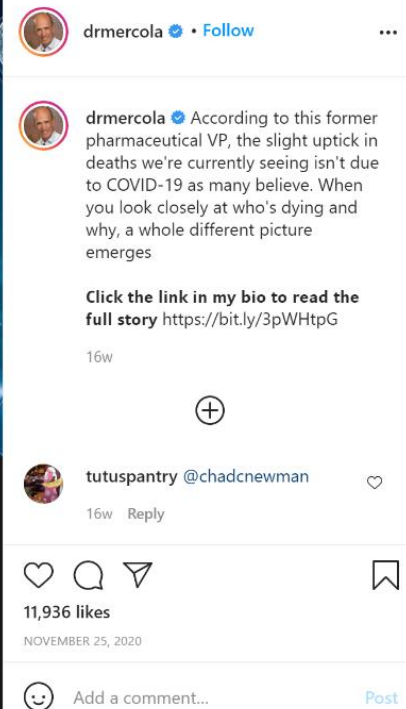 drmercola • Follow
drmercola According to this former
pharmaceutical VP, the slight uptick in
deaths we're currently seeing isn't due
to COVID-19 as many believe. When
you look closely at who's dying and
why, a whole different picture
emerges
Click the link in my bio to read the
full story https://bit.ly/3pWHtpG
16w
tutuspantry @chadcnewman
16w Reply
11,936 likes
NOVEMBER 25, 2020
Add a comment... Post